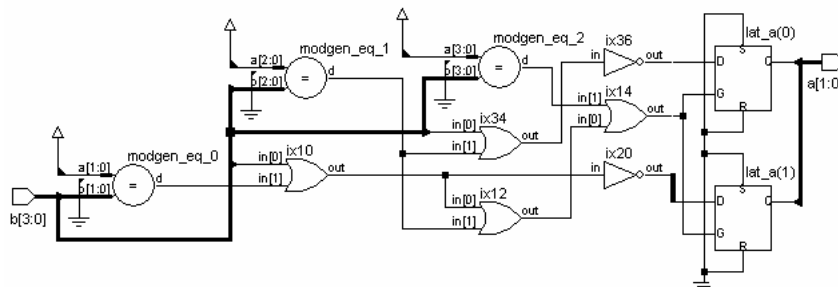 modgen_eq_1
a[2:0]
b[2:0]
=
d
modgen_eq_2
a[3:0]
b[3:0]
=
d
ix36
in
out
lat_a(0)
S
D
G
R
a[1:0]
ix14
in[1]
in[0]
out
ix34
in[0]
in[1]
out
modgen_eq_0
a[1:0]
b[1:0]
=
d
b[3:0]
ix10
in[0]
in[1]
out
ix12
in[0]
in[1]
out
ix20
in
out
lat_a(1)
S
D
G
R